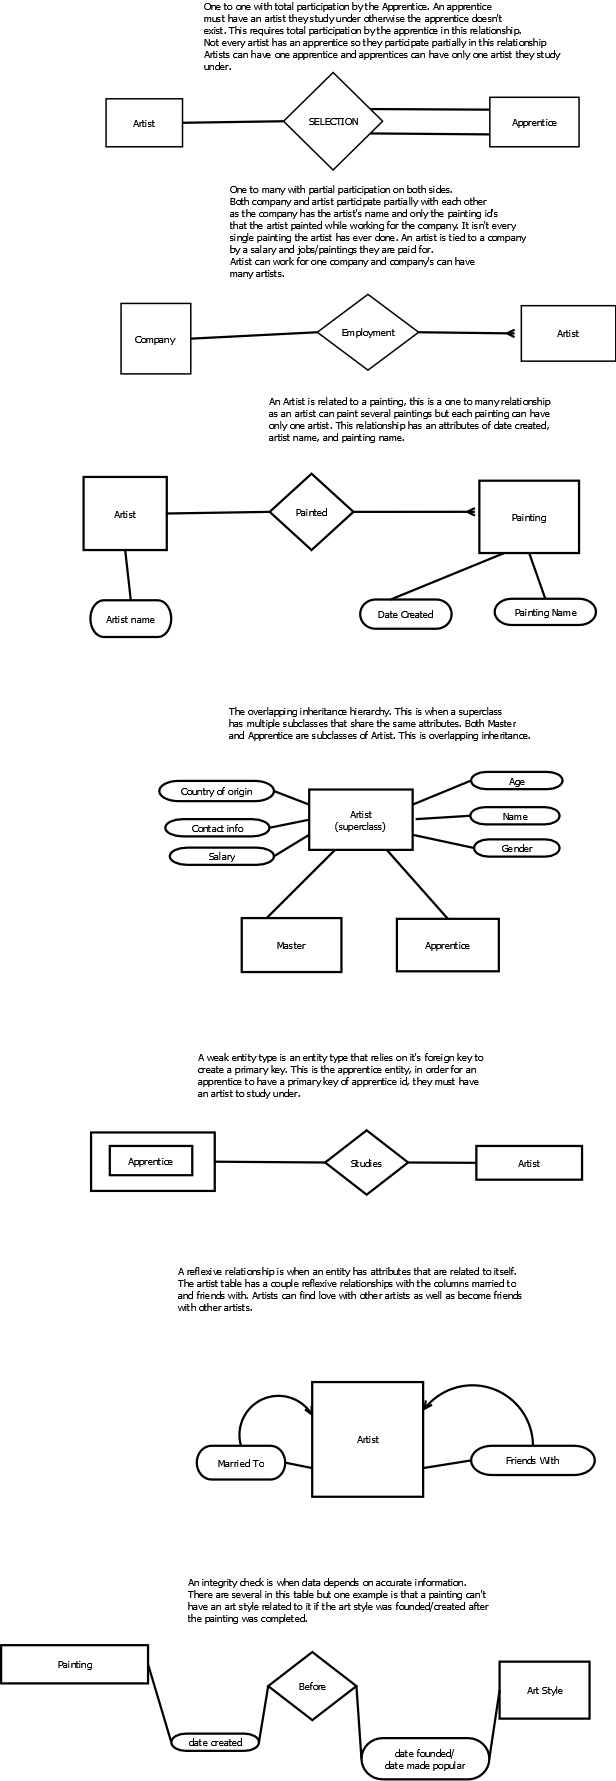 One to one with total participation by the Apprentice. An apprentice
must have an artist they study under otherwise the apprentice doesn't
exist. This requires total participation by the apprentice in this relationship.
Not every artist has an apprentice so they participate partially in this relationship
Artists can have one apprentice and apprentices can have only one artist they study
under.
Artist
SELECTION
Apprentice
One to many with partial participation on both sides.
Both company and artist participate partially with each other
as the company has the artist's name and only the painting id's
that the artist painted while working for the company. It isn't every
single painting the artist has ever done. An artist is tied to a company
by a salary and jobs/paintings they are paid for.
Artist can work for one company and company's can have
many artists.
Company
Employment
Artist
An Artist is related to a painting, this is a one to many relationship
as an artist can paint several paintings but each painting can have
only one artist. This relationship has an attributes of date created,
artist name, and painting name.
Artist
Painted
Painting
Artist name
Date Created
Painting Name
The overlapping inheritance hierarchy. This is when a superclass
has multiple subclasses that share the same attributes. Both Master
and Apprentice are subclasses of Artist. This is overlapping inheritance.
Country of origin
Age
Artist
(superclass)
Contact info
Name
Salary
Gender
Master
Apprentice
A weak entity type is an entity type that relies on it's foreign key to
create a primary key. This is the apprentice entity, in order for an
apprentice to have a primary key of apprentice id, they must have
an artist to study under.
Apprentice
Studies
Artist
A reflexive relationship is when an entity has attributes that are related to itself.
The artist table has a couple reflexive relationships with the columns married to
and friends with. Artists can find love with other artists as well as become friends
with other artists.
Artist
Married To
Friends With
An integrity check is when data depends on accurate information.
There are several in this table but one example is that a painting can't
have an art style related to it if the art style was founded/created after
the painting was completed.
Painting
Before
Art Style
date created
date founded/
date made popular